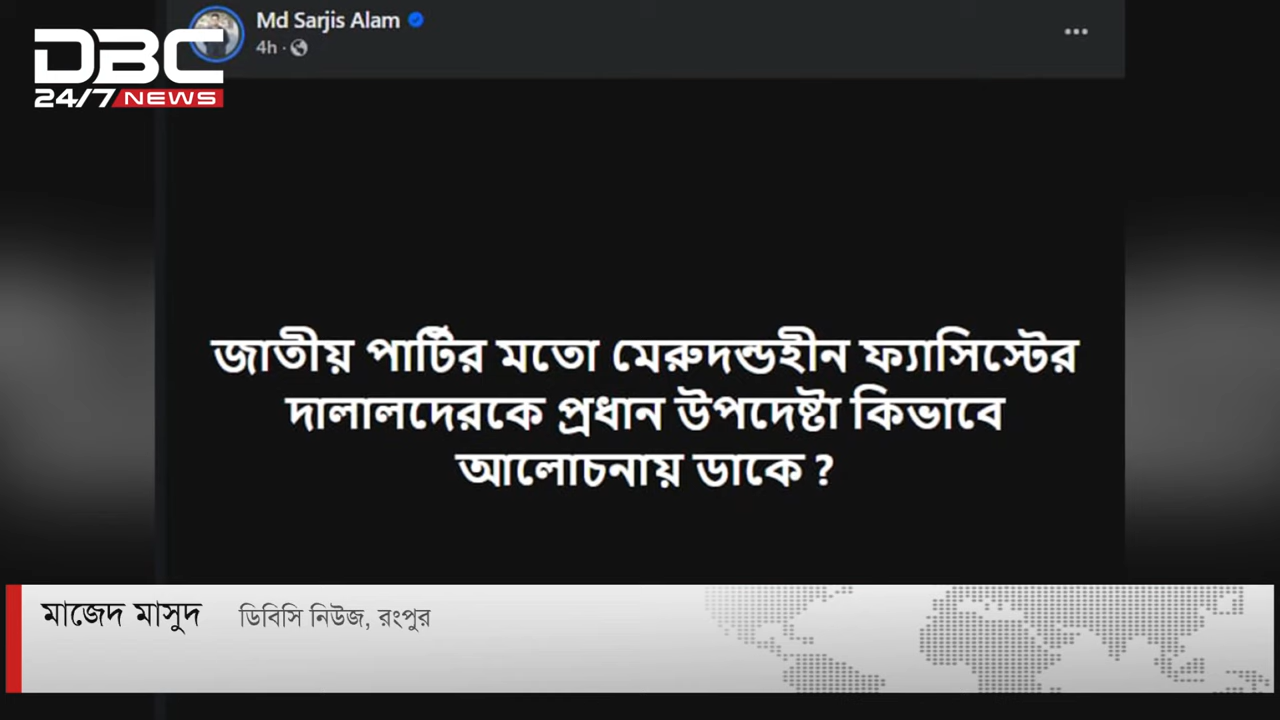 Md Sarjis Alam
4h
DBC
24/7 NEWS
জাতীয় পার্টির মতো মেরুদন্ডহীন ফ্যাসিস্টের
দালালদেরকে প্রধান উপদেষ্টা কিভাবে
আলোচনায় ডাকে ?
মাজেদ মাসুদ ডিবিসি নিউজ, রংপুর